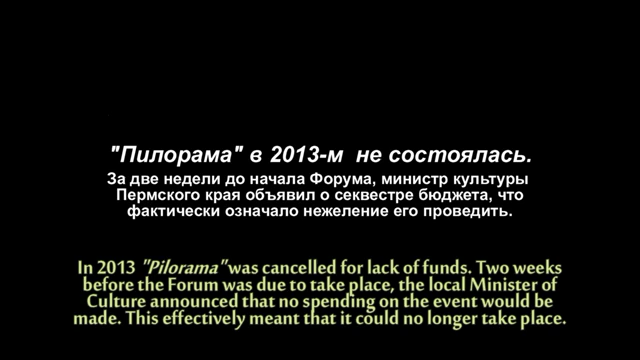 "Пилорама" в 2013-м не состоялась.
За две недели до начала Форума, министр культуры
Пермского края объявил о секвестре бюджета, что
фактически означало нежеление его проведить.
In 2013 "Pilorama" was cancelled for lack of funds. Two weeks
before the Forum was due to take place, the local Minister of
Culture announced that no spending on the event would be
made. This effectively meant that it could no longer take place.